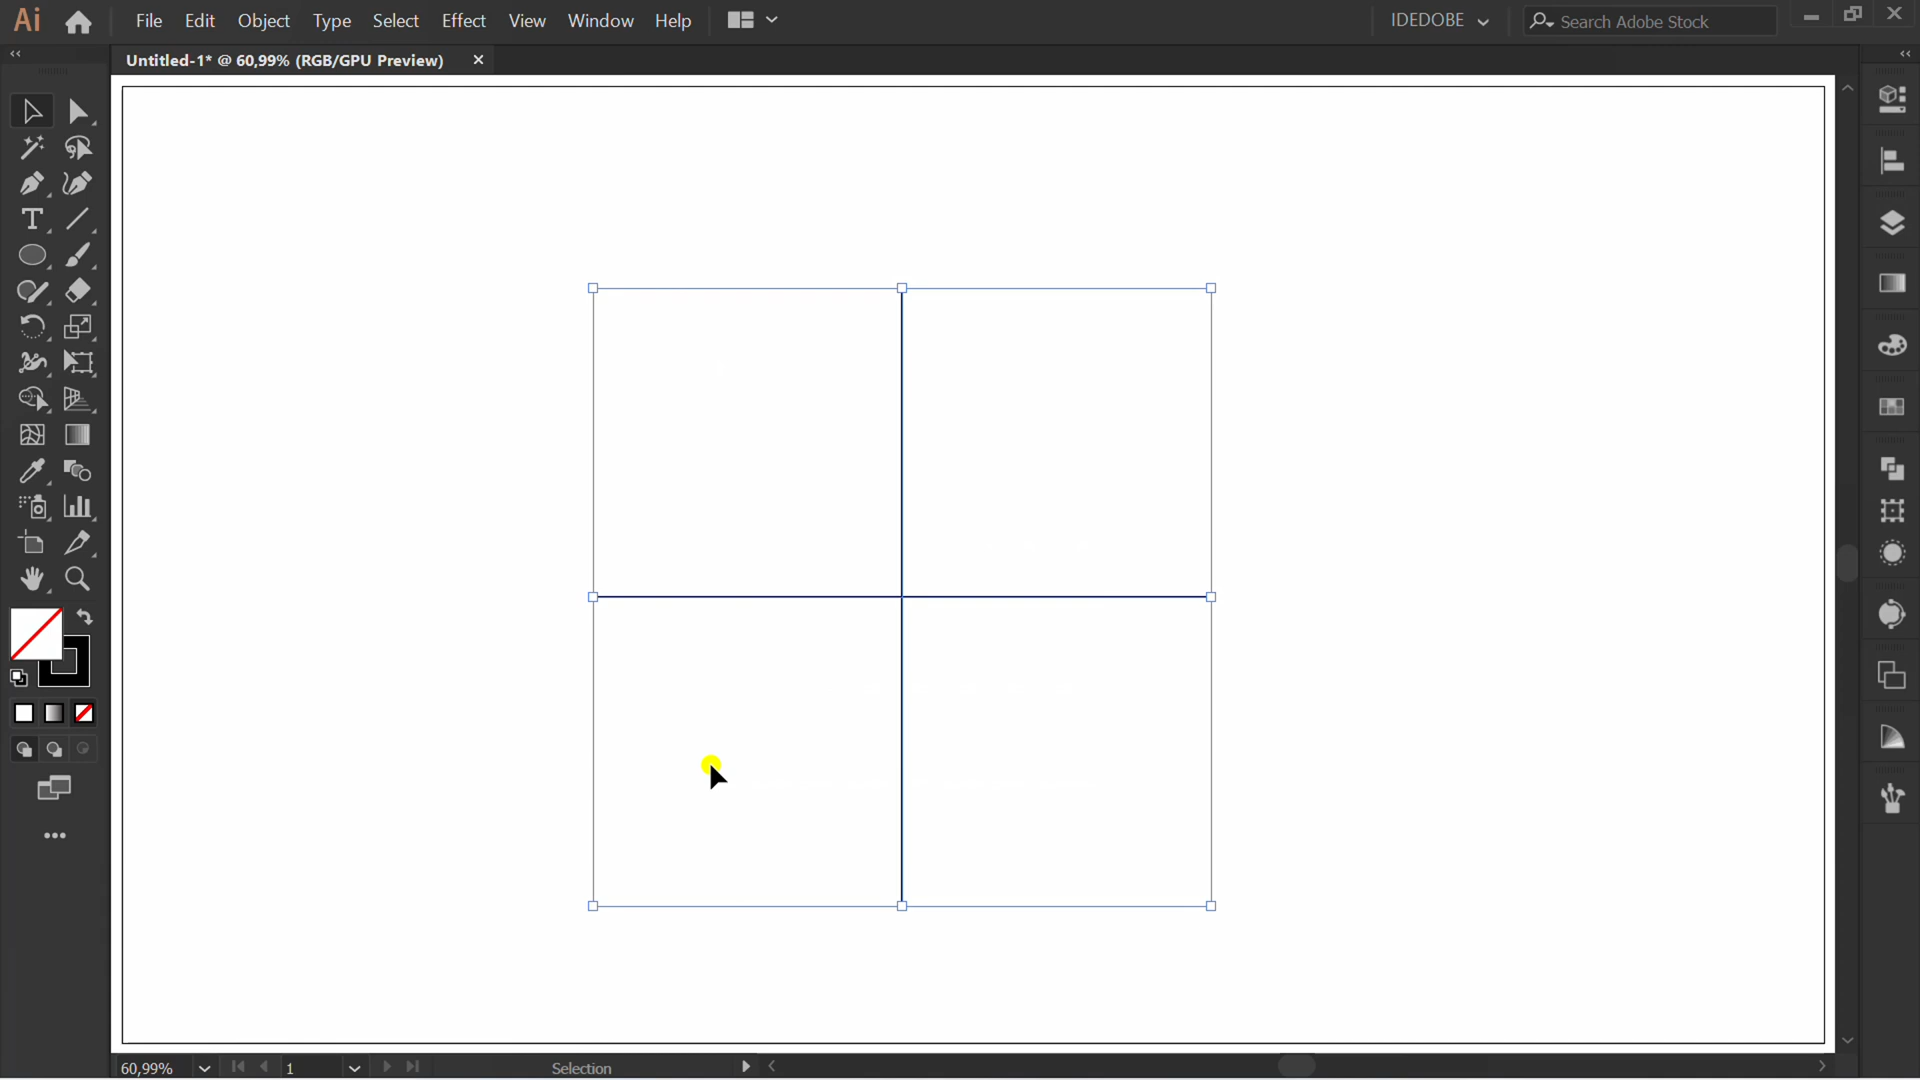 Ai File Edit Object Type Select Effect View Window Help IDEDOBE Search Adobe Stock
Untitled-1* @ 60,99% (RGB/GPU Preview)
60,99% 1 Selection